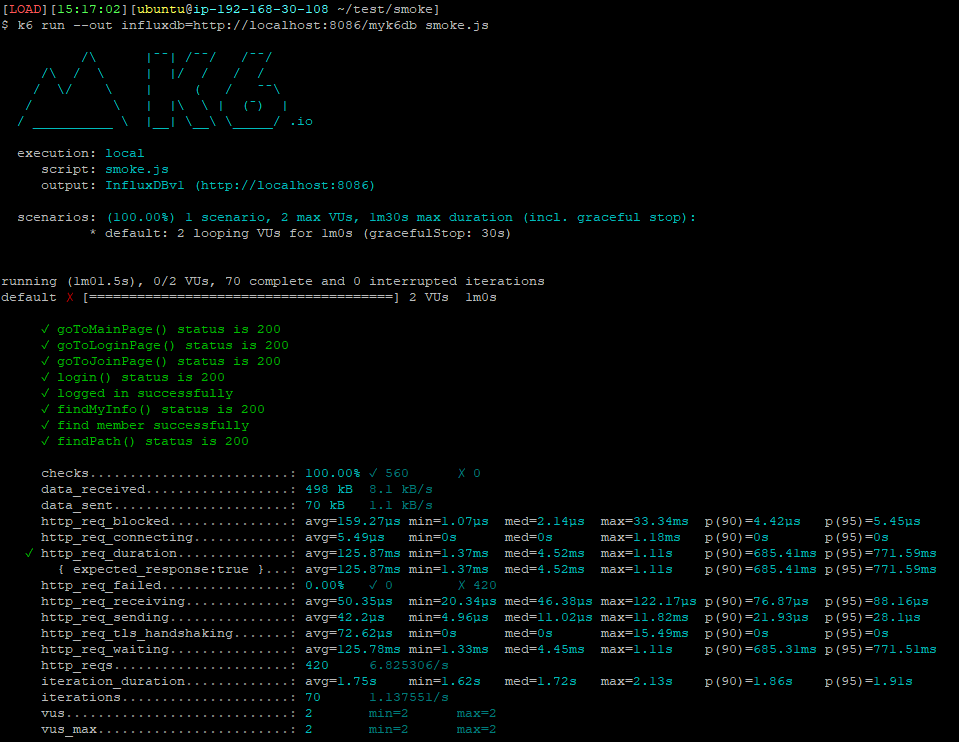 [LOAD][15:17:02][ubuntu@ip-192-168-30-108 ~/test/smoke]
$ k6 run --out influxdb=http://localhost:8086/myk6db smoke.js
          /\      |‾‾| /‾‾/   /‾‾/
     /\  /  \     |  |/  /   /  /
    /  \/    \    |     (   /   ‾‾\
   /          \   |  |\  \ |  (‾)  |
  / __________ \  |__| \__\ \_____/ .io
execution: local
script: smoke.js
output: InfluxDBv1 (http://localhost:8086)
scenarios: (100.00%) 1 scenario, 2 max VUs, 1m30s max duration (incl. graceful stop):
* default: 2 looping VUs for 1m0s (gracefulStop: 30s)
running (1m01.5s), 0/2 VUs, 70 complete and 0 interrupted iterations
default ✗ [======================================] 2 VUs  1m0s
✓ goToMainPage() status is 200
✓ goToLoginPage() status is 200
✓ goToJoinPage() status is 200
✓ login() status is 200
✓ logged in successfully
✓ findMyInfo() status is 200
✓ find member successfully
✓ findPath() status is 200
checks.........................: 100.00% ✓ 560      ✗ 0
data_received..................: 498 kB  8.1 kB/s
data_sent......................: 70 kB   1.1 kB/s
http_req_blocked...............: avg=159.27µs min=1.07µs  med=2.14µs  max=33.34ms  p(90)=4.42µs   p(95)=5.45µs
http_req_connecting............: avg=5.49µs   min=0s      med=0s      max=1.18ms   p(90)=0s       p(95)=0s
✓ http_req_duration..............: avg=125.87ms min=1.37ms  med=4.52ms  max=1.11s    p(90)=685.41ms p(95)=771.59ms
{ expected_response:true }...: avg=125.87ms min=1.37ms  med=4.52ms  max=1.11s    p(90)=685.41ms p(95)=771.59ms
http_req_failed................: 0.00%   ✓ 0        ✗ 420
http_req_receiving.............: avg=50.35µs  min=20.34µs med=46.38µs max=122.17µs p(90)=76.87µs  p(95)=88.16µs
http_req_sending...............: avg=42.2µs   min=4.96µs  med=11.02µs max=11.82ms  p(90)=21.93µs  p(95)=28.1µs
http_req_tls_handshaking.......: avg=72.62µs  min=0s      med=0s      max=15.49ms  p(90)=0s       p(95)=0s
http_req_waiting...............: avg=125.78ms min=1.33ms  med=4.45ms  max=1.11s    p(90)=685.31ms p(95)=771.51ms
http_reqs......................: 420     6.825306/s
iteration_duration.............: avg=1.75s    min=1.62s   med=1.72s   max=2.13s    p(90)=1.86s    p(95)=1.91s
iterations.....................: 70      1.137551/s
vus............................: 2       min=2      max=2
vus_max........................: 2       min=2      max=2